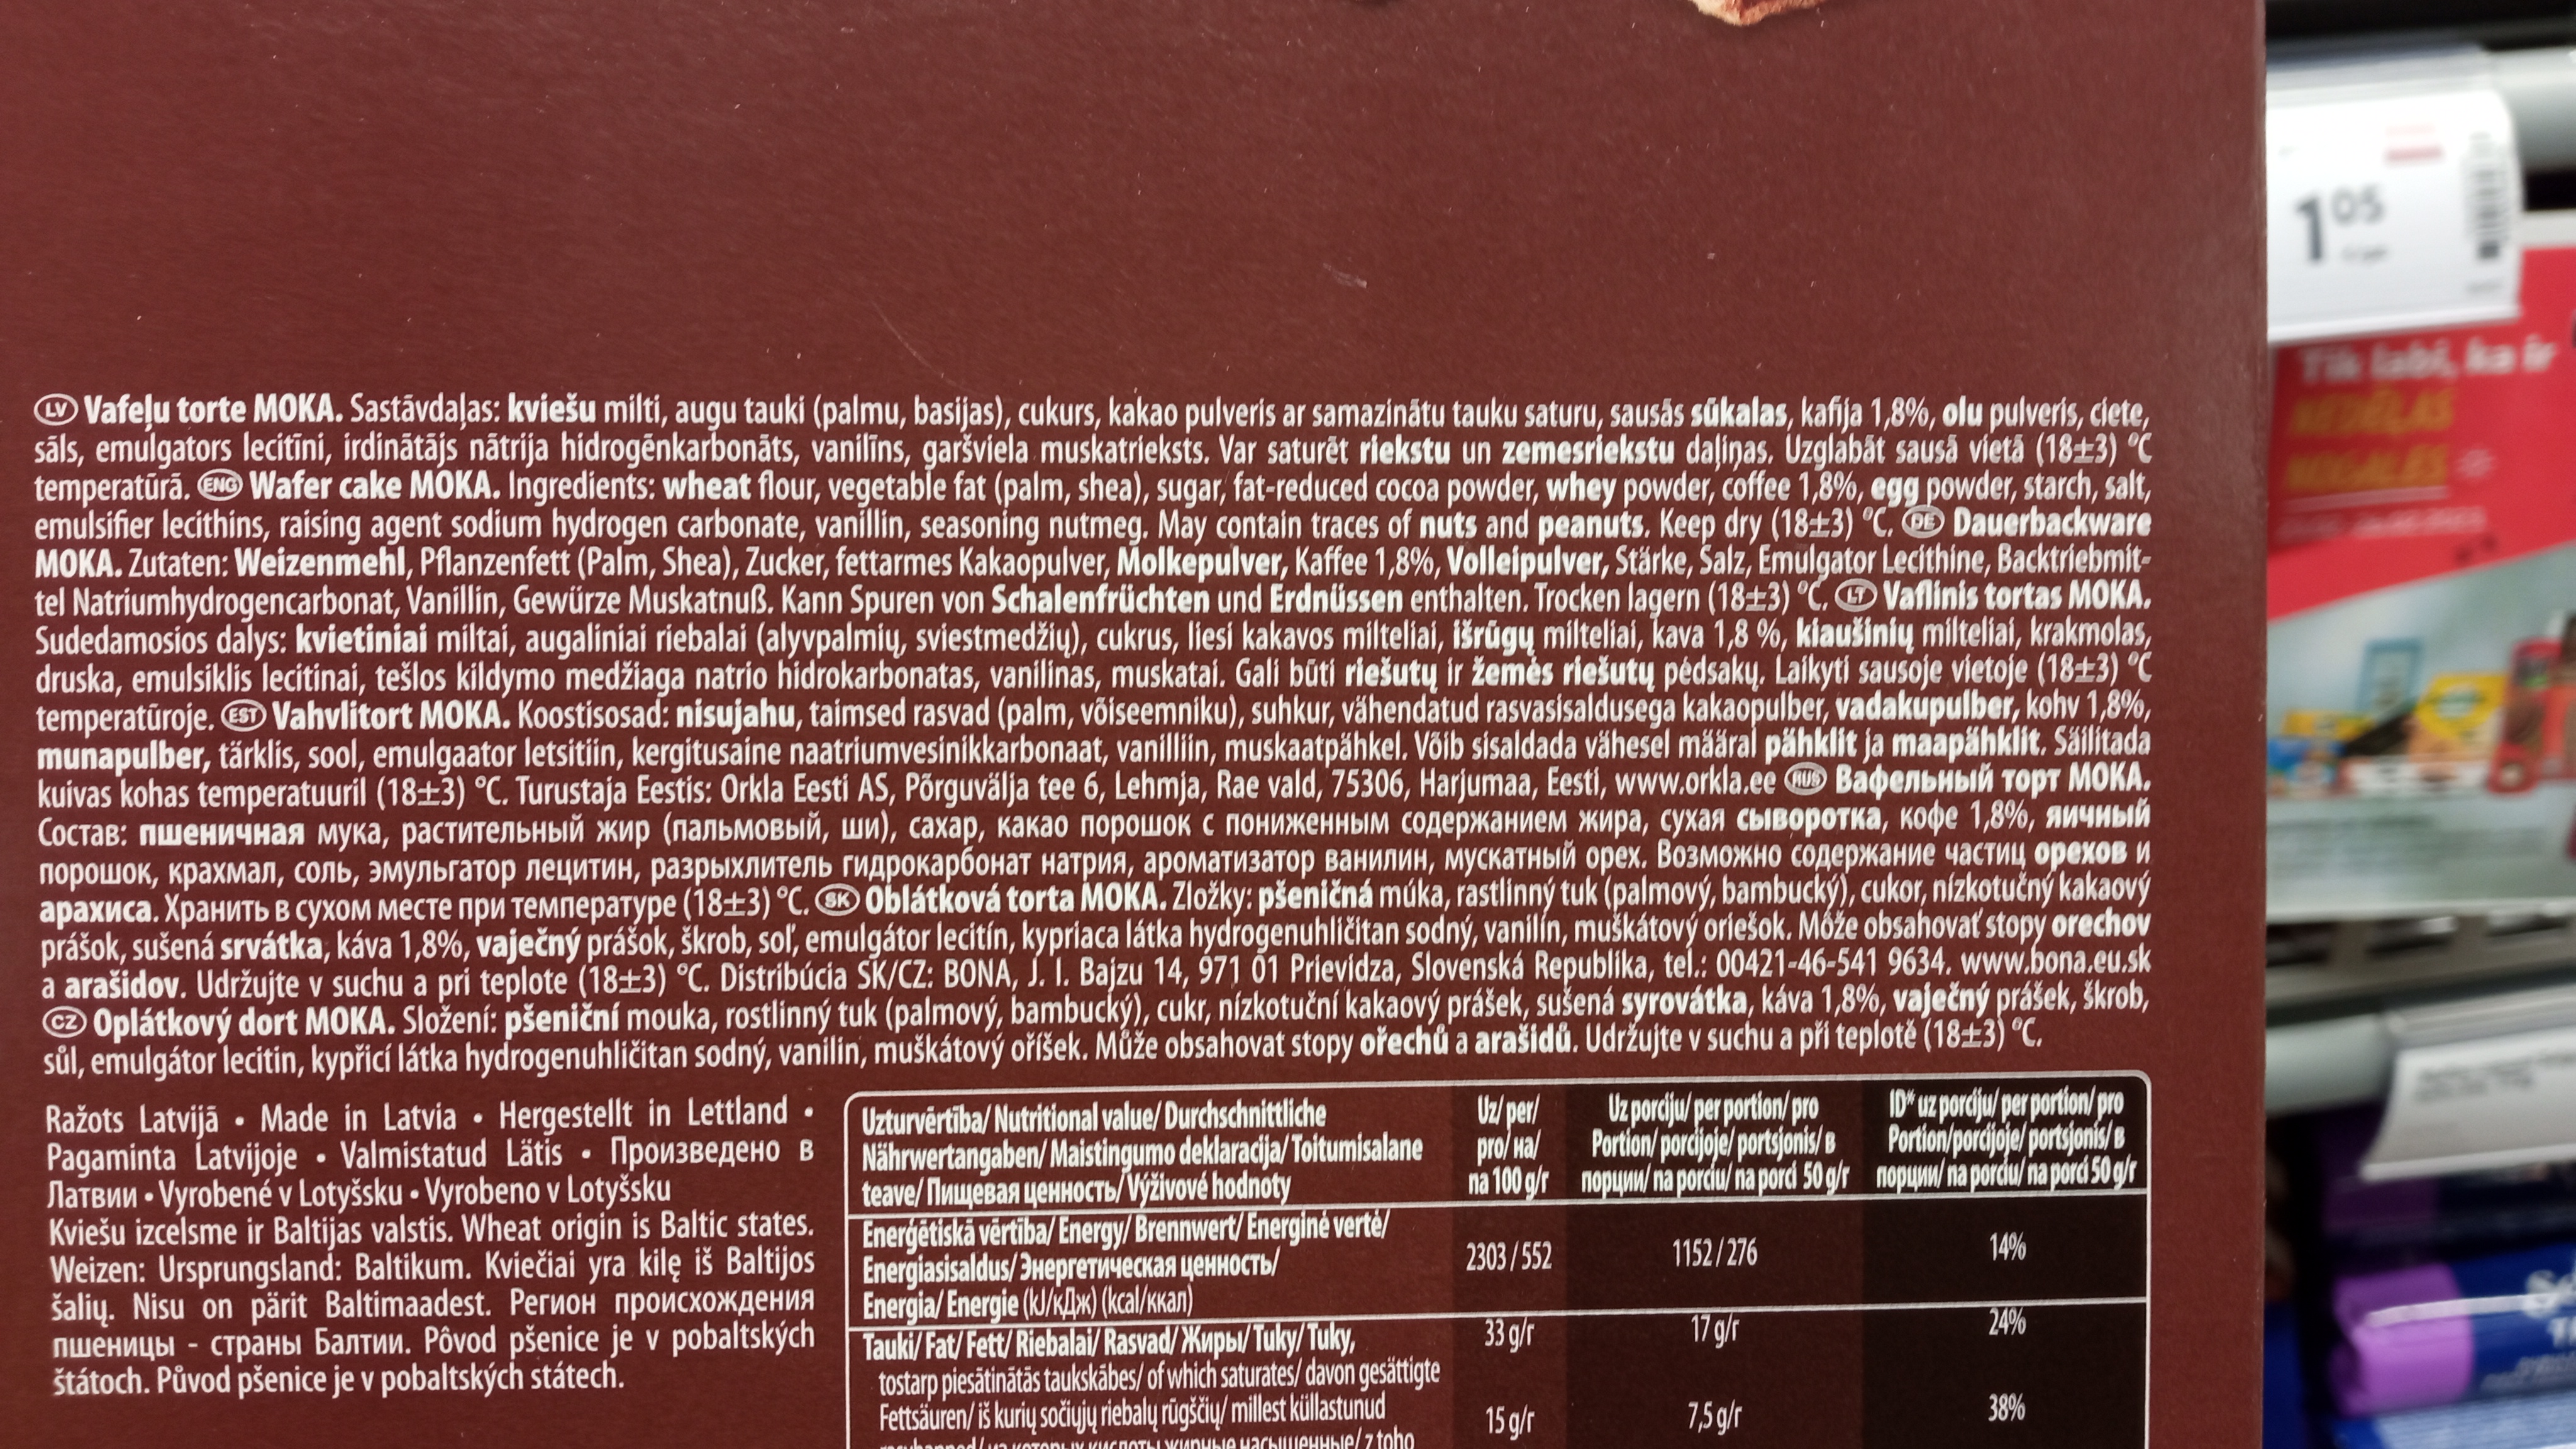 LV Vafeļu torte MOKA. Sastāvdaļas: kviešu milti, augu tauki (palmu, basijas), cukurs, kakao pulveris ar samazinātu tauku saturu, sausās sūkalas, kafija 1,8%, olu pulveris, ciete,
sāls, emulgators lecitīni, irdinātājs nātrija hidrogēnkarbonāts, vanilīns, garšviela muskatrieksts. Var saturēt riekstu un zemesriekstu daļiņas. Uzglabāt sausā vietā (18±3) °C
temperatūrā. ENG Wafer cake MOKA. Ingredients: wheat flour, vegetable fat (palm, shea), sugar, fat-reduced cocoa powder, whey powder, coffee 1,8%, egg powder, starch, salt,
emulsifier lecithins, raising agent sodium hydrogen carbonate, vanillin, seasoning nutmeg. May contain traces of nuts and peanuts. Keep dry (18±3) °C. DE Dauerbackware
MOKA. Zutaten: Weizenmehl, Pflanzenfett (Palm, Shea), Zucker, fettarmes Kakaopulver, Molkepulver, Kaffee 1,8%, Volleipulver, Stärke, Salz, Emulgator Lecithine, Backtriebmit-
tel Natriumhydrogencarbonat, Vanillin, Gewürze Muskatnuß. Kann Spuren von Schalenfrüchten und Erdnüssen enthalten. Trocken lagern (18±3) °C. LT Vaflinis tortas MOKA.
Sudedamosios dalys: kvietiniai miltai, augaliniai riebalai (alyvpalmių, sviestmedžių), cukrus, liesi kakavos milteliai, išrūgų milteliai, kava 1,8 %, kiaušinių milteliai, krakmolas,
druska, emulsiklis lecitinai, tešlos kildymo medžiaga natrio hidrokarbonatas, vanilinas, muskatai. Gali būti riešutų ir žemės riešutų pėdsakų. Laikyti sausoje vietoje (18±3) °C
temperatūroje. EST Vahvlitort MOKA. Koostisosad: nisujahu, taimsed rasvad (palm, võiseemniku), suhkur, vähendatud rasvasisaldusega kakaopulber, vadakupulber, kohv 1,8%,
munapulber, tärklis, sool, emulgaator letsitiin, kergitusaine naatriumvesinikkarbonaat, vanilliin, muskaatpähkel. Võib sisaldada vähesel määral pähklit ja maapähklit. Säilitada
kuivas kohas temperatuuril (18±3) °C. Turustaja Eestis: Orkla Eesti AS, Põrguvälja tee 6, Lehmja, Rae vald, 75306, Harjumaa, Eesti, www.orkla.ee RUS Вафельный торт МОКА.
Состав: пшеничная мука, растительный жир (пальмовый, ши), сахар, какао порошок с пониженным содержанием жира, сухая сыворотка, кофе 1,8%, яичный
порошок, крахмал, соль, эмульгатор лецитин, разрыхлитель гидрокарбонат натрия, ароматизатор ванилин, мускатный орех. Возможно содержание частиц орехов и
арахиса. Хранить в сухом месте при температуре (18±3) °C. SK Oblátková torta MOKA. Zložky: pšeničná múka, rastlinný tuk (palmový, bambucký), cukor, nízkotučný kakaový
prášok, sušená srvátka, káva 1,8%, vaječný prášok, škrob, soľ, emulgátor lecitín, kypriaca látka hydrogenuhličitan sodný, vanilín, muškátový oriešok. Môže obsahovať stopy orechov
a arašidov. Udržujte v suchu a pri teplote (18±3) °C. Distribúcia SK/CZ: BONA, J. I. Bajzu 14, 971 01 Prievidza, Slovenská Republika, tel.: 00421-46-541 9634. www.bona.eu.sk
CZ Oplátkový dort MOKA. Složení: pšeniční mouka, rostlinný tuk (palmový, bambucký), cukr, nízkotuční kakaový prášek, sušená syrovátka, káva 1,8%, vaječný prášek, škrob,
sůl, emulgátor lecitin, kypřicí látka hydrogenuhličitan sodný, vanilin, muškátový oříšek. Může obsahovat stopy ořechů a arašidů. Udržujte v suchu a při teplotě (18±3) °C.
Ražots Latvijā • Made in Latvia • Hergestellt in Lettland •
Pagaminta Latvijoje • Valmistatud Lätis • Произведено в
Латвии • Vyrobené v Lotyšsku • Vyrobeno v Lotyšsku
Kviešu izcelsme ir Baltijas valstis. Wheat origin is Baltic states.
Weizen: Ursprungsland: Baltikum. Kviečiai yra kilę iš Baltijos
šalių. Nisu on pärit Baltimaadest. Регион происхождения
пшеницы - страны Балтии. Pôvod pšenice je v pobaltských
štátoch. Původ pšenice je v pobaltských státech.
Uzturvērtība/ Nutritional value/ Durchschnittliche
Nährwertangaben/ Maistingumo deklaracija/ Toitumisalane
teave/ Пищевая ценность/ Výživové hodnoty
Uz/ per/
pro/ на/
na 100 g/г
Uz porciju/ per portion/ pro
Portion/ porcijoje/ portsjonis/ в
порции/ na porciu/ na porci 50 g/г
ID* uz porciju/ per portion/ pro
Portion/porcijoje/ portsjonis/ в
порции/ na porciu/ na porci 50 g/г
Enerģētiskā vērtība/ Energy/ Brennwert/ Energinė vertė/
Energiasisaldus/ Энергетическая ценность/
Energia/ Energie (kJ/кДж) (kcal/ккал)
2303 / 552
1152 / 276
14%
Tauki/ Fat/ Fett/ Riebalai/ Rasvad/ Жиры/ Tuky/ Tuky,
33 g/г
17 g/г
24%
tostarp piesātinātās taukskābes/ of which saturates/ davon gesättigte
Fettsäuren/ iš kurių sočiųjų riebalų rūgščių/ millest küllastunud
15 g/г
7,5 g/г
38%
из которых кислоты жирные насыщенные/ z toho
1 05
Tik labi, ka ir
NEDĒĻAS
NOGALĒS